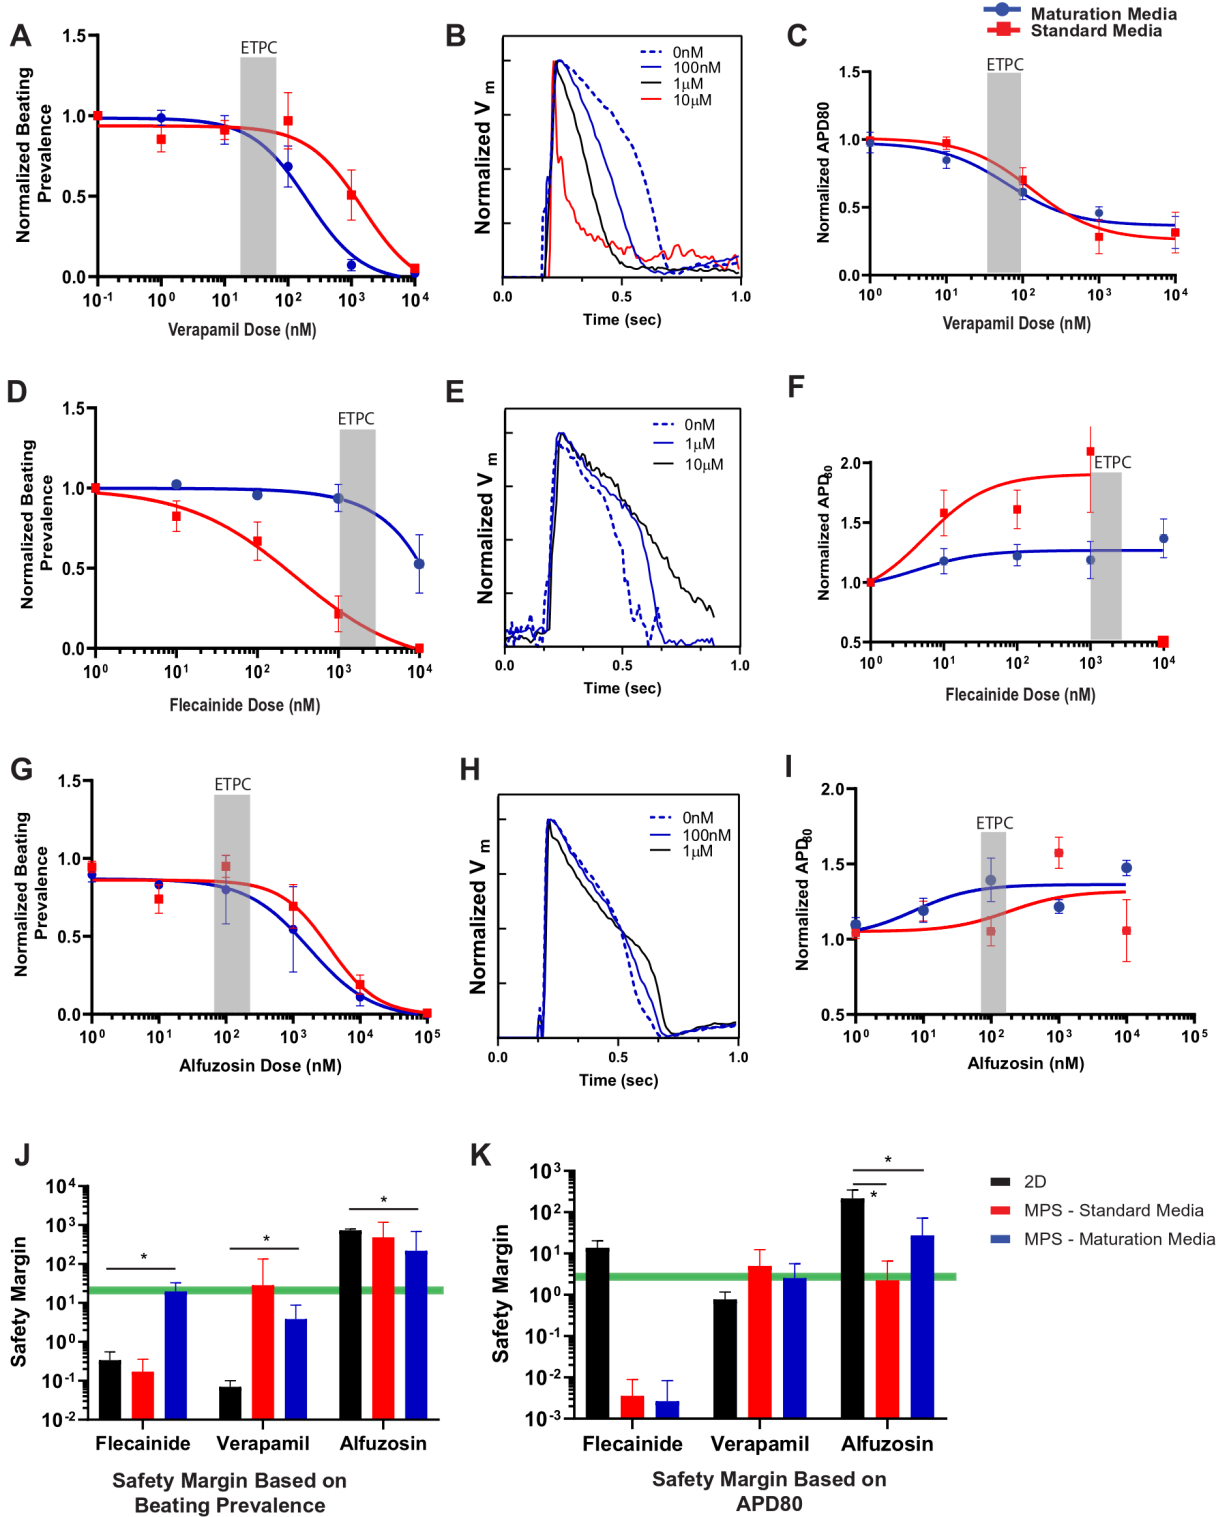 Maturation Media
Standard Media
A
1.5
1.0
0.5
0.0
Normalized Beating
Prevalence
ETPC
10-1
10⁰
10¹
10²
10³
10⁴
Verapamil Dose (nM)
B
Normalized Vm
0nM
100nM
1µM
10µM
0.0
0.5
1.0
Time (sec)
C
1.5
1.0
0.5
0.0
Normalized APD80
ETPC
10⁰
10¹
10²
10³
10⁴
Verapamil Dose (nM)
D
1.5
1.0
0.5
0.0
Normalized Beating
Prevalence
ETPC
10⁰
10¹
10²
10³
10⁴
Flecainide Dose (nM)
E
Normalized Vm
0nM
1µM
10µM
0.0
0.5
1.0
Time (sec)
F
2.0
1.5
1.0
0.5
Normalized APD80
ETPC
10⁰
10¹
10²
10³
10⁴
Flecainide Dose (nM)
G
1.5
1.0
0.5
0.0
Normalized Beating
Prevalence
ETPC
10⁰
10¹
10²
10³
10⁴
10⁵
Alfuzosin Dose (nM)
H
Normalized Vm
0nM
100nM
1µM
0.0
0.5
1.0
Time (sec)
I
2.0
1.5
1.0
0.5
Normalized APD80
ETPC
10⁰
10¹
10²
10³
10⁴
10⁵
Alfuzosin (nM)
J
10⁴
10³
10²
10¹
10⁰
10-1
10-2
Safety Margin
*
*
*
Flecainide
Verapamil
Alfuzosin
Safety Margin Based on
Beating Prevalence
K
10³
10²
10¹
10⁰
10-1
10-2
10-3
Safety Margin
*
*
Flecainide
Verapamil
Alfuzosin
Safety Margin Based on
APD80
2D
MPS - Standard Media
MPS - Maturation Media